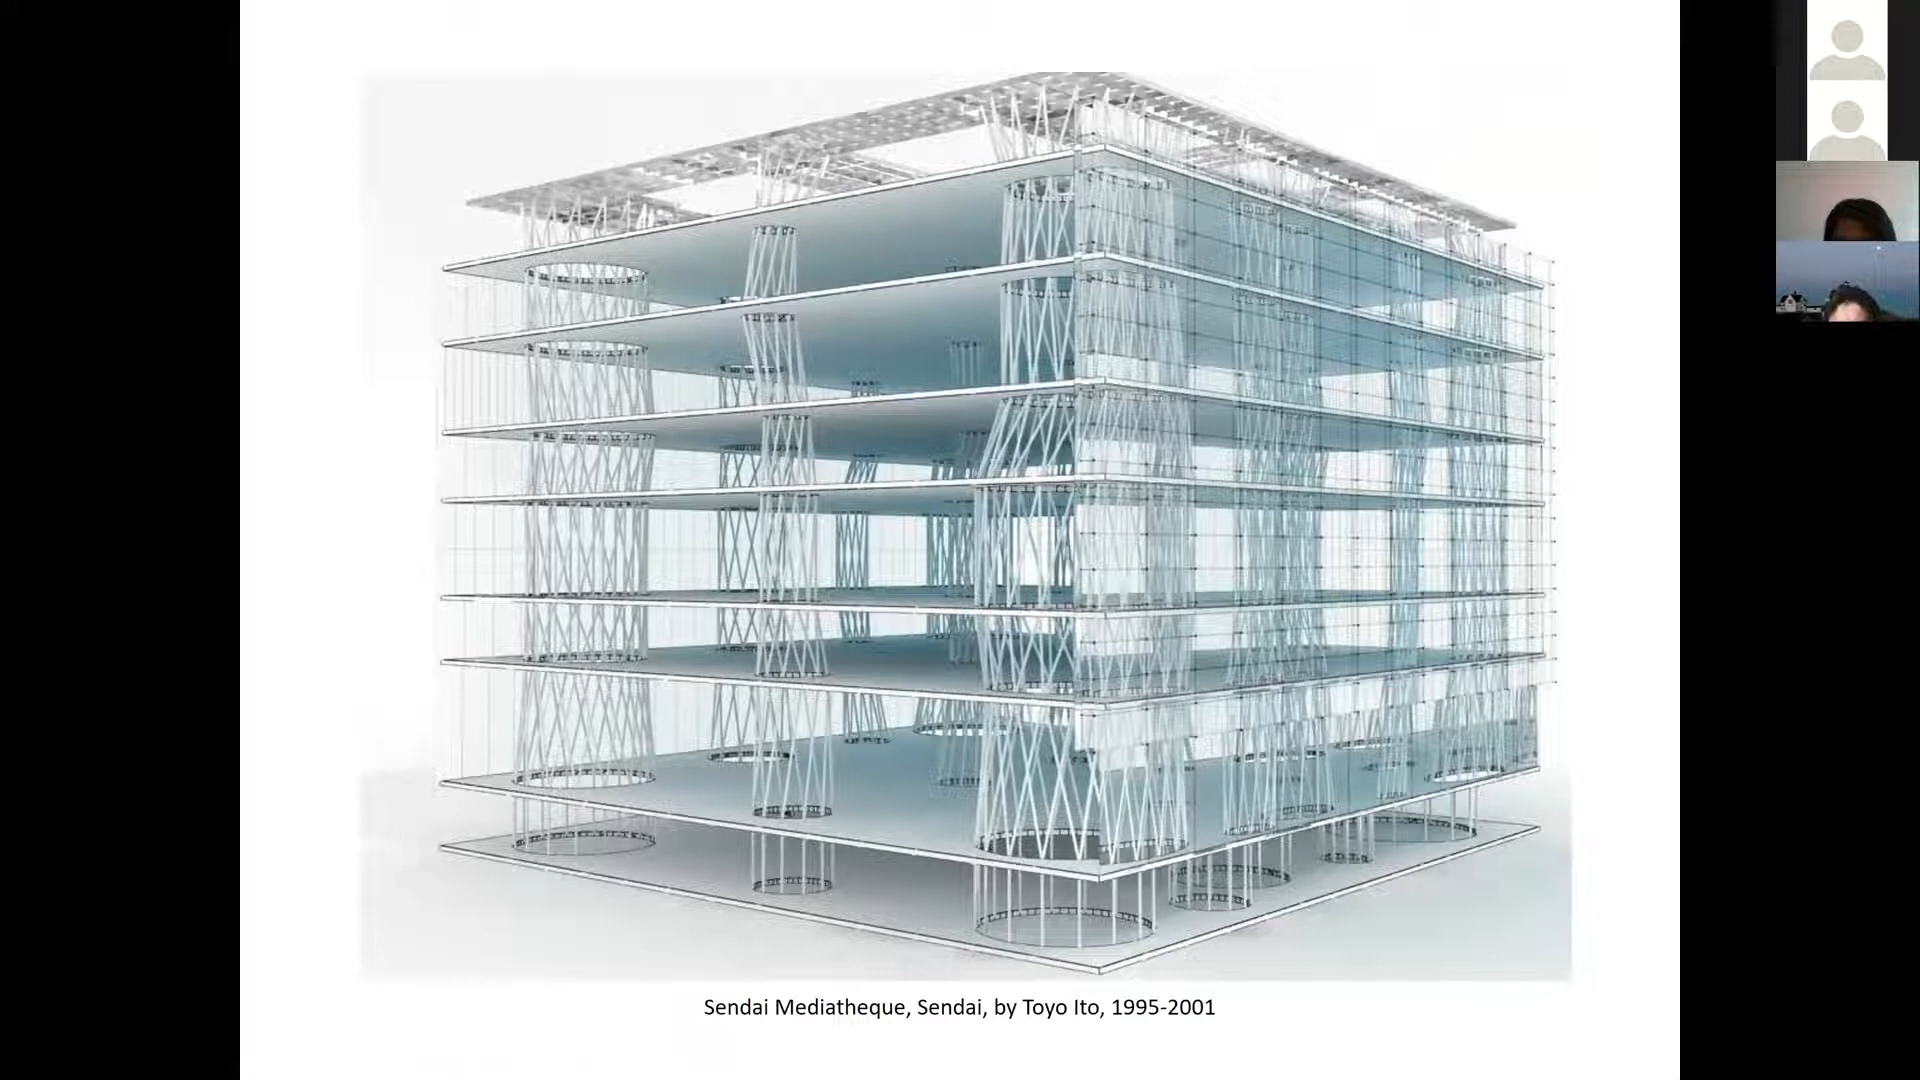 Sendai Mediatheque, Sendai, by Toyo Ito, 1995-2001